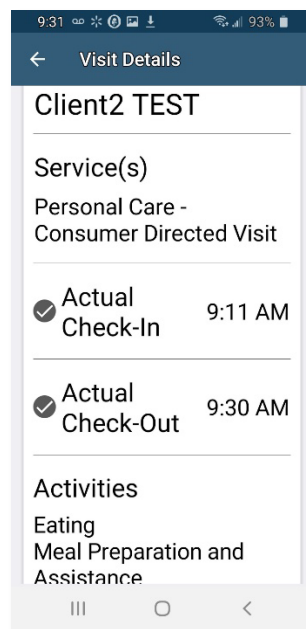 9:31 93%
Visit Details
Client2 TEST
Service(s)
Personal Care -
Consumer Directed Visit
Actual
Check-In
9:11 AM
Actual
Check-Out
9:30 AM
Activities
Eating
Meal Preparation and
Assistance